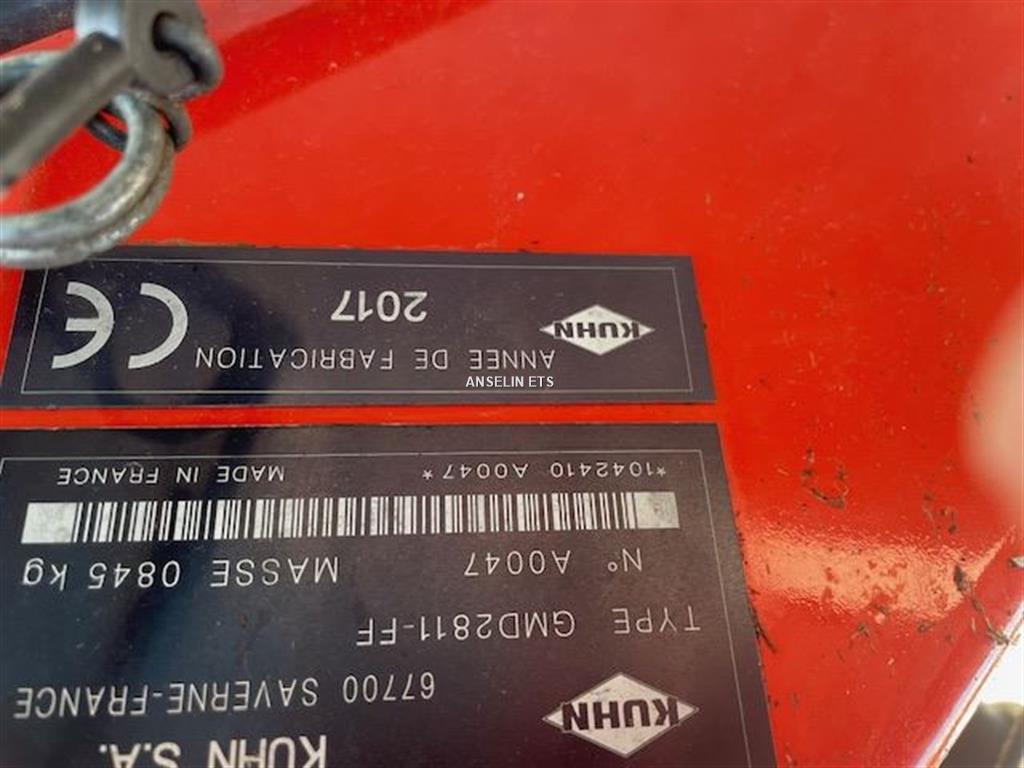 KUHN S.A.
KUHN
67700 SAVERNE-FRANCE
TYPE GMD2811-FF
N° A0047 MASSE 0845 kg
*1042410 A0047* MADE IN FRANCE
ANNÉE DE FABRICATION
KUHN
2017
CE
ANSELIN ETS